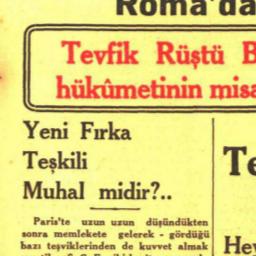 Roma'da
Tevfik Rüştü B
hükûmetinin misa
Yeni Fırka
Teşkili
Muhal midir?..
Te
Paris'te uzun uzun düşündükten
sonra memlekete gelerek - gördüğü
bazı teşviklerinden de kuvvet almak
Hey